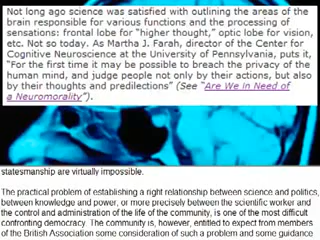 Not long ago science was satisfied with outlining the areas of the
brain responsible for various functions and the processing of
sensations: frontal lobe for "higher thought," optic lobe for vision,
etc. Not so today. As Martha J. Farah, director of the Center for
Cognitive Neuroscience at the University of Pennsylvania, puts it,
"For the first time it may be possible to breach the privacy of the
human mind, and judge people not only by their actions, but also
by their thoughts and predilections" (See "Are We in Need of
a Neuromorality").
statesmanship are virtually impossible.
The practical problem of establishing a right relationship between science and politics,
between knowledge and power, or more precisely between the scientific worker and
the control and administration of the life of the community, is one of the most difficult
confronting democracy. The community is, however, entitled to expect from members
of the British Association some consideration of such a problem and some guidance